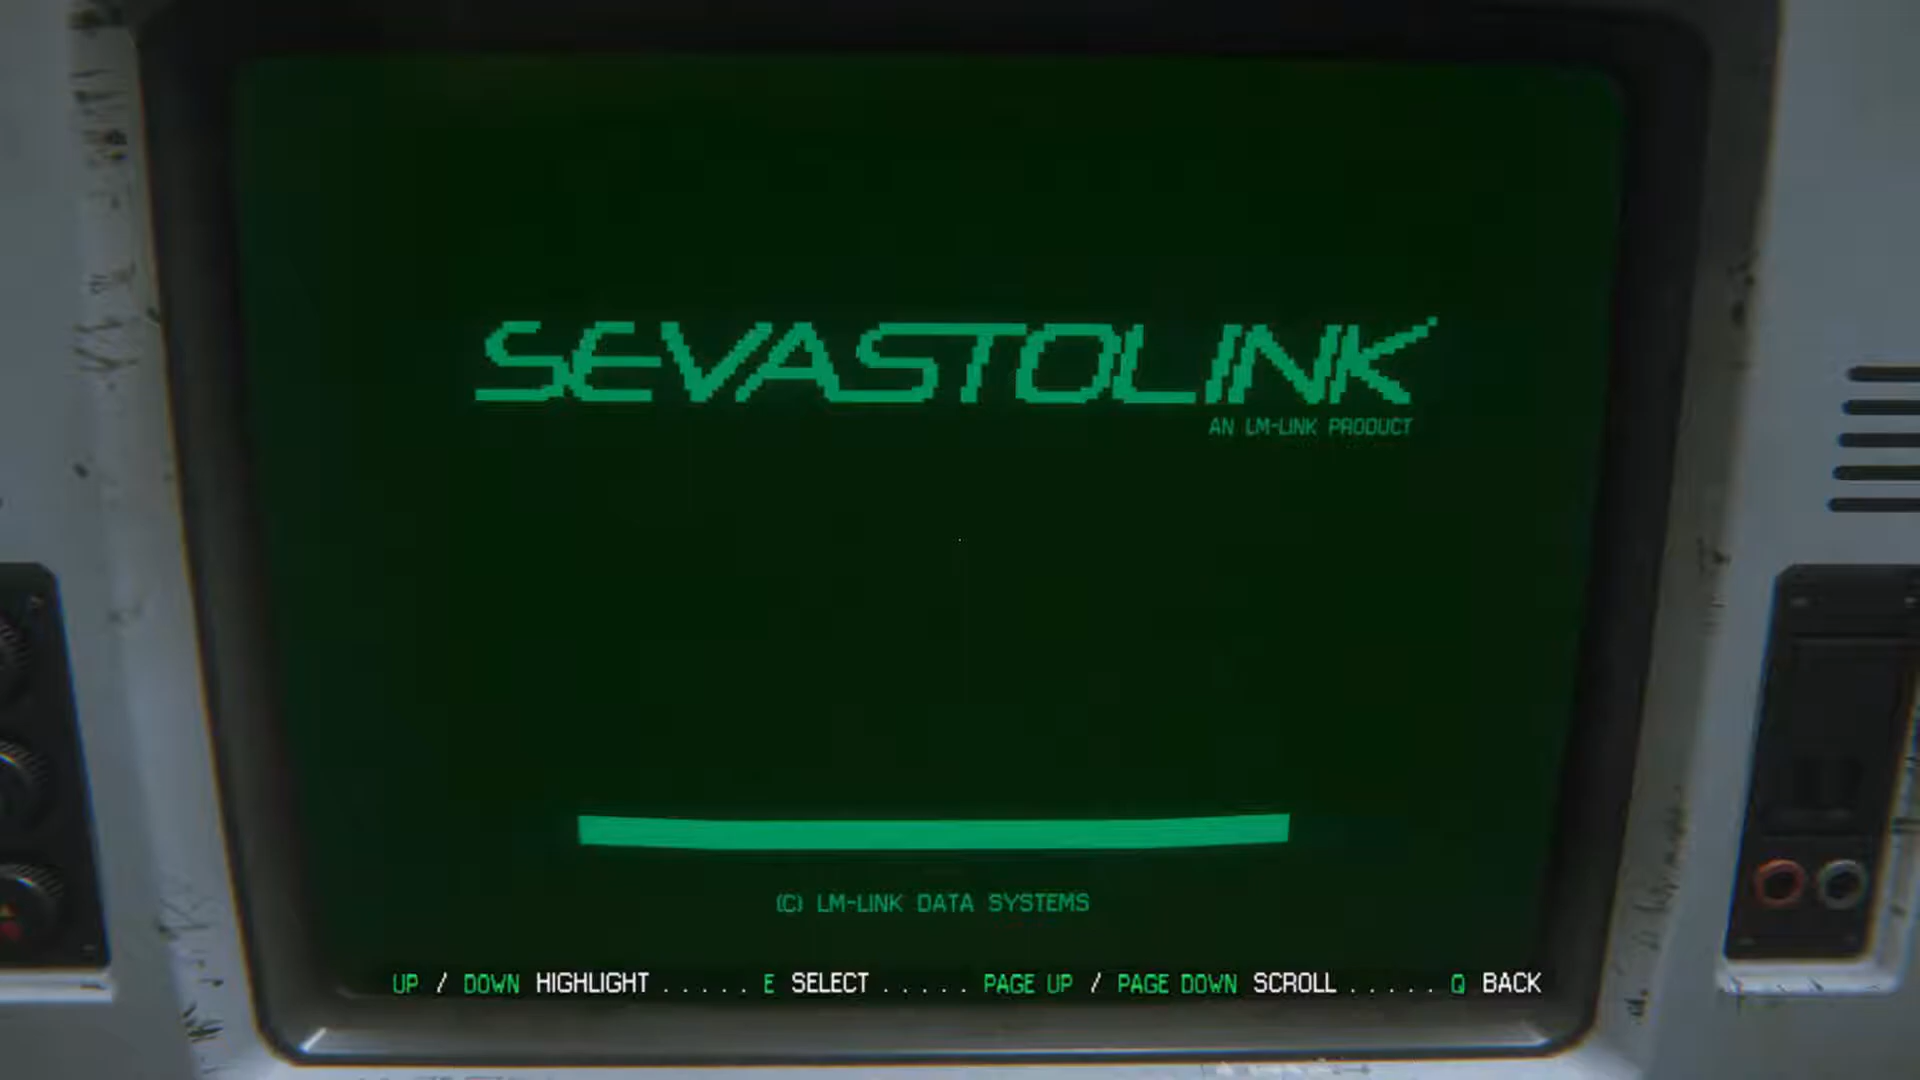 SEVASTOLINK
AN LM-LINK PRODUCT
(C) LM-LINK DATA SYSTEMS
UP / DOWN HIGHLIGHT ..... E SELECT ..... PAGE UP / PAGE DOWN SCROLL ..... Q BACK